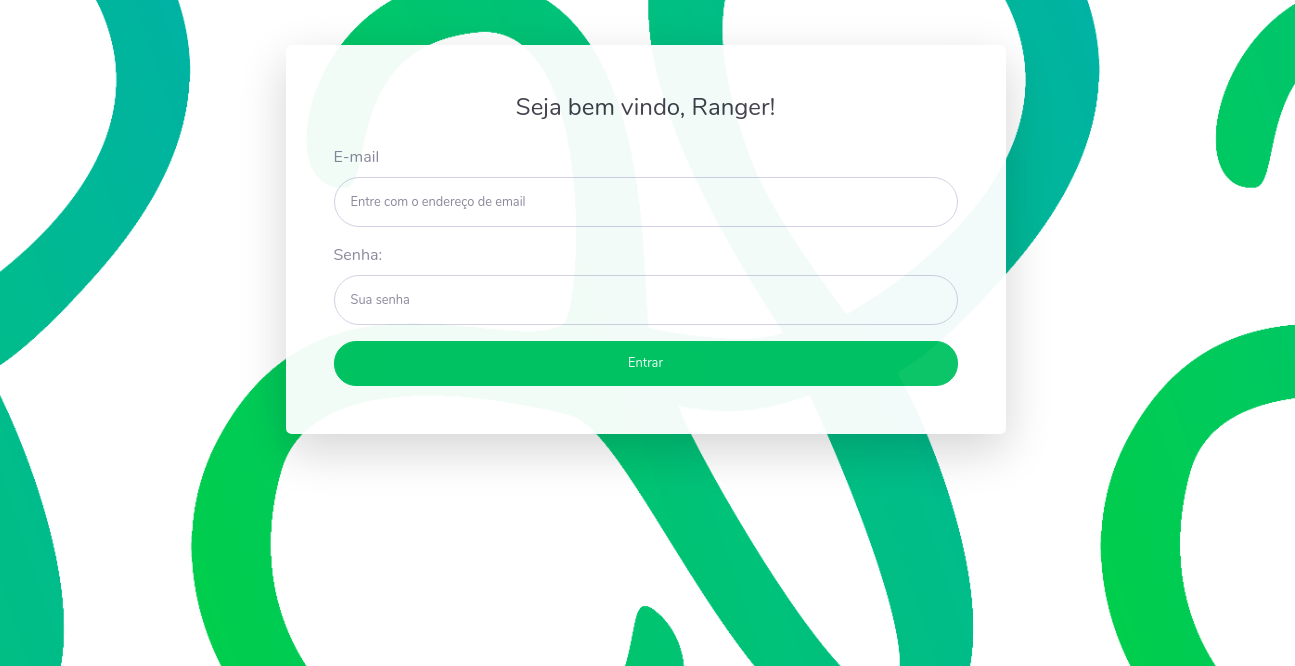 Seja bem vindo, Ranger!
E-mail
Entre com o endereço de email
Senha:
Sua senha
Entrar